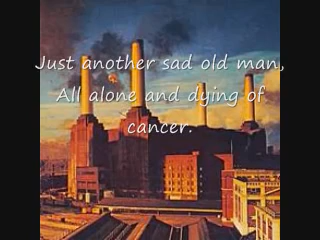 Just another sad old man,
All alone and dying of
cancer.